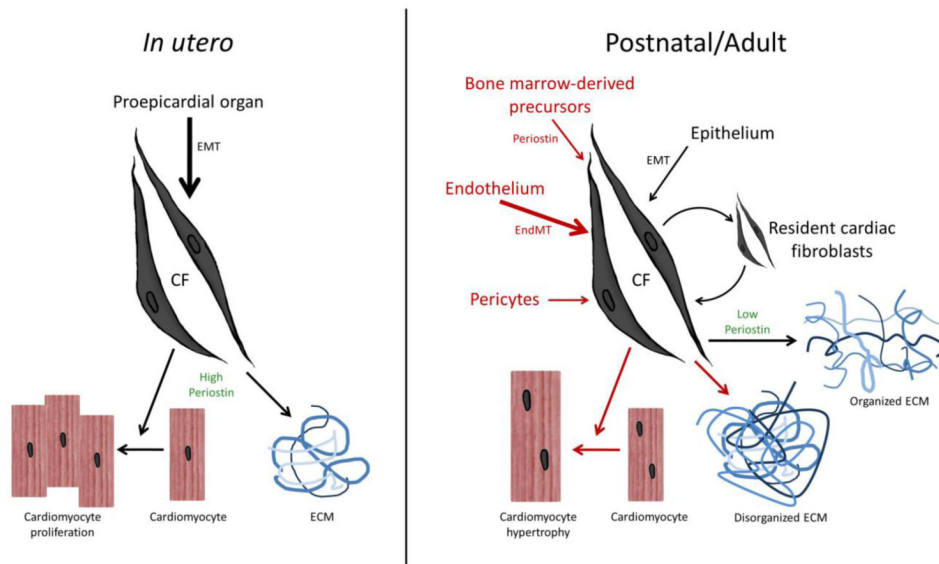 In utero
Proepicardial organ
EMT
CF
High
Periostin
Cardiomyocyte
proliferation
Cardiomyocyte
ECM
Postnatal/Adult
Bone marrow-derived
precursors
Periostin
Epithelium
EMT
Endothelium
EndMT
Resident cardiac
fibroblasts
CF
Pericytes
Low
Periostin
Organized ECM
Cardiomyocyte
hypertrophy
Cardiomyocyte
Disorganized ECM